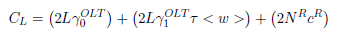 $C_L = (2L\gamma_0^{OLT}) + (2L\gamma_1^{OLT}\tau < w >) + (2N^R c^R)$